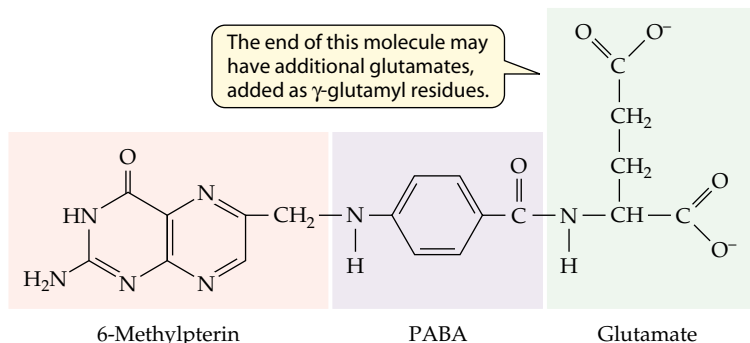 The end of this molecule may
have additional glutamates,
added as γ-glutamyl residues.
O O⁻
C
CH₂
CH₂
O O O
HN N CH₂ N C N CH C
H H O⁻
H₂N N N
6-Methylpterin PABA Glutamate